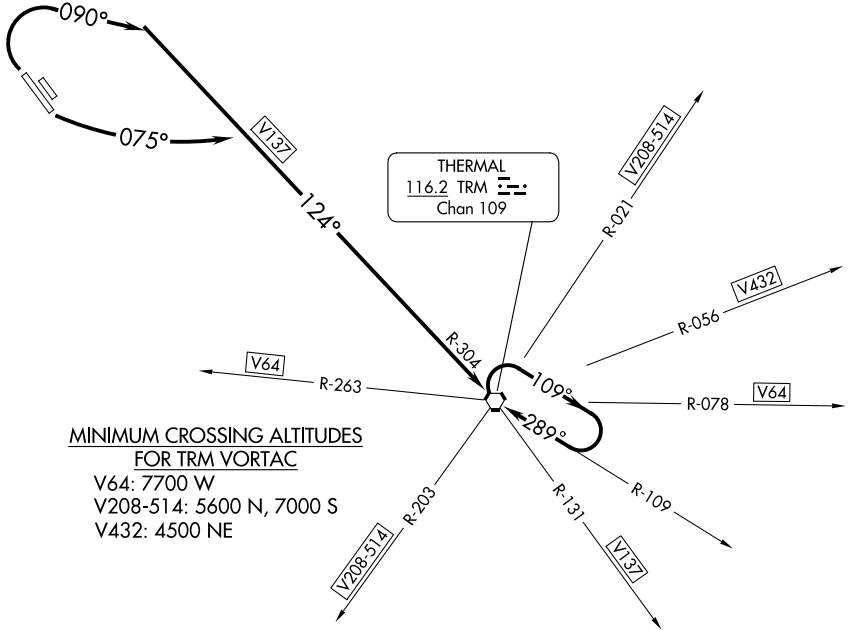 090°
075°
V137
124°
THERMAL
116.2 TRM
Chan 109
V208-514
R-021
V432
R-056
R-304
V64
R-263
109°
289°
R-078
V64
MINIMUM CROSSING ALTITUDES
FOR TRM VORTAC
V64: 7700 W
V208-514: 5600 N, 7000 S
V432: 4500 NE
R-203
V208-514
R-131
V137
R-109